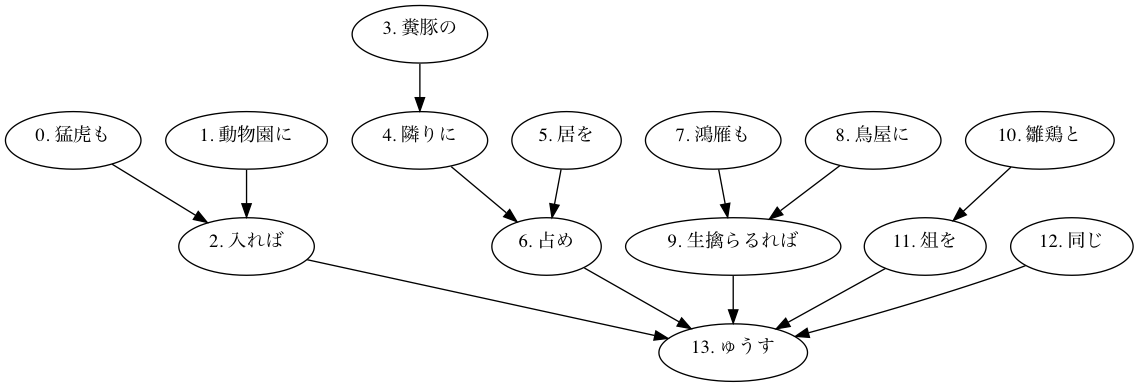 3. 糞豚の
0. 猛虎も
1. 動物園に
4. 隣りに
5. 居を
7. 鴻雁も
8. 鳥屋に
10. 雛鶏と
2. 入れば
6. 占め
9. 生擒らるれば
11. 俎を
12. 同じ
13. ゅうす